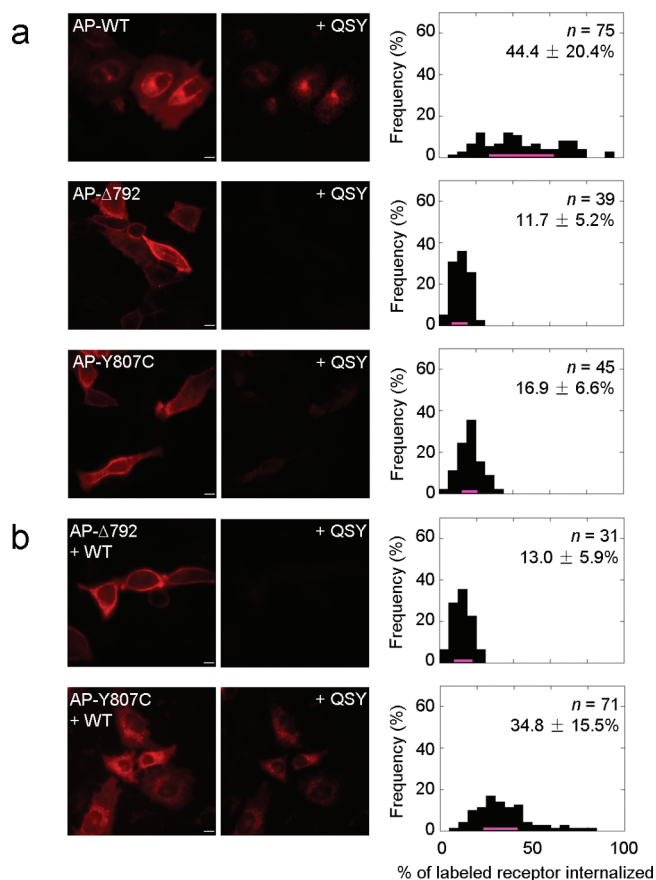 a
AP-WT
+ QSY
Frequency (%)
60
40
20
0
n = 75
44.4 ± 20.4%
AP-Δ792
+ QSY
Frequency (%)
60
40
20
0
n = 39
11.7 ± 5.2%
AP-Y807C
+ QSY
Frequency (%)
60
40
20
0
n = 45
16.9 ± 6.6%
b
AP-Δ792
+ WT
+ QSY
Frequency (%)
60
40
20
0
n = 31
13.0 ± 5.9%
AP-Y807C
+ WT
+ QSY
Frequency (%)
60
40
20
0
n = 71
34.8 ± 15.5%
0 50 100
% of labeled receptor internalized